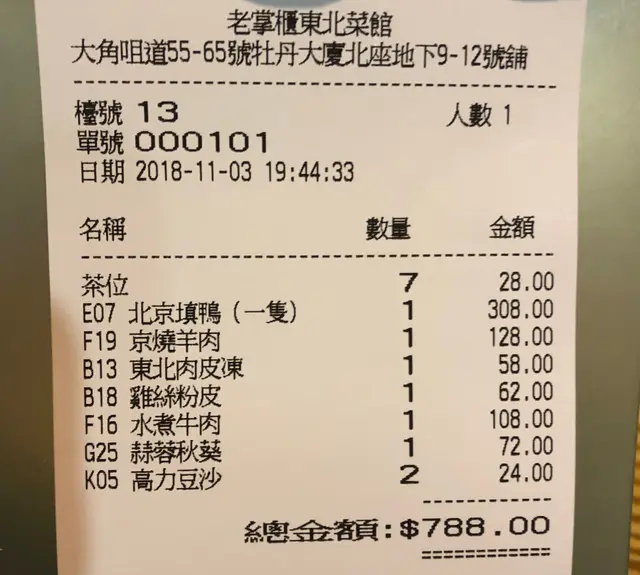 老掌櫃東北菜館
大角咀道55-65號牡丹大廈北座地下9-12號舖
檯號 13 人數 1
單號 000101
日期 2018-11-03 19:44:33
名稱 數量 金額
茶位 7 28.00
E07 北京填鴨（一隻） 1 308.00
F19 京燒羊肉 1 128.00
B13 東北肉皮凍 1 58.00
B18 雞絲粉皮 1 62.00
F16 水煮牛肉 1 108.00
G25 蒜蓉秋葵 1 72.00
K05 高力豆沙 2 24.00
總金額:$788.00